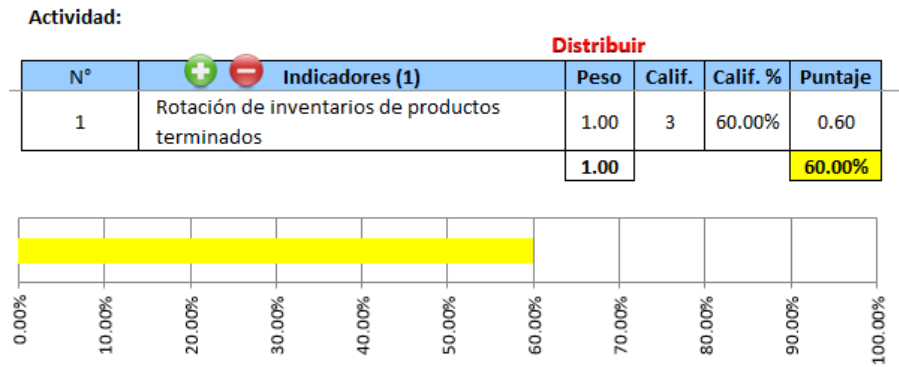 Actividad:
Distribuir
N° Indicadores (1) Peso Calif. Calif. % Puntaje
1 Rotación de inventarios de productos terminados 1.00 3 60.00% 0.60
1.00 60.00%
0.00% 10.00% 20.00% 30.00% 40.00% 50.00% 60.00% 70.00% 80.00% 90.00% 100.00%